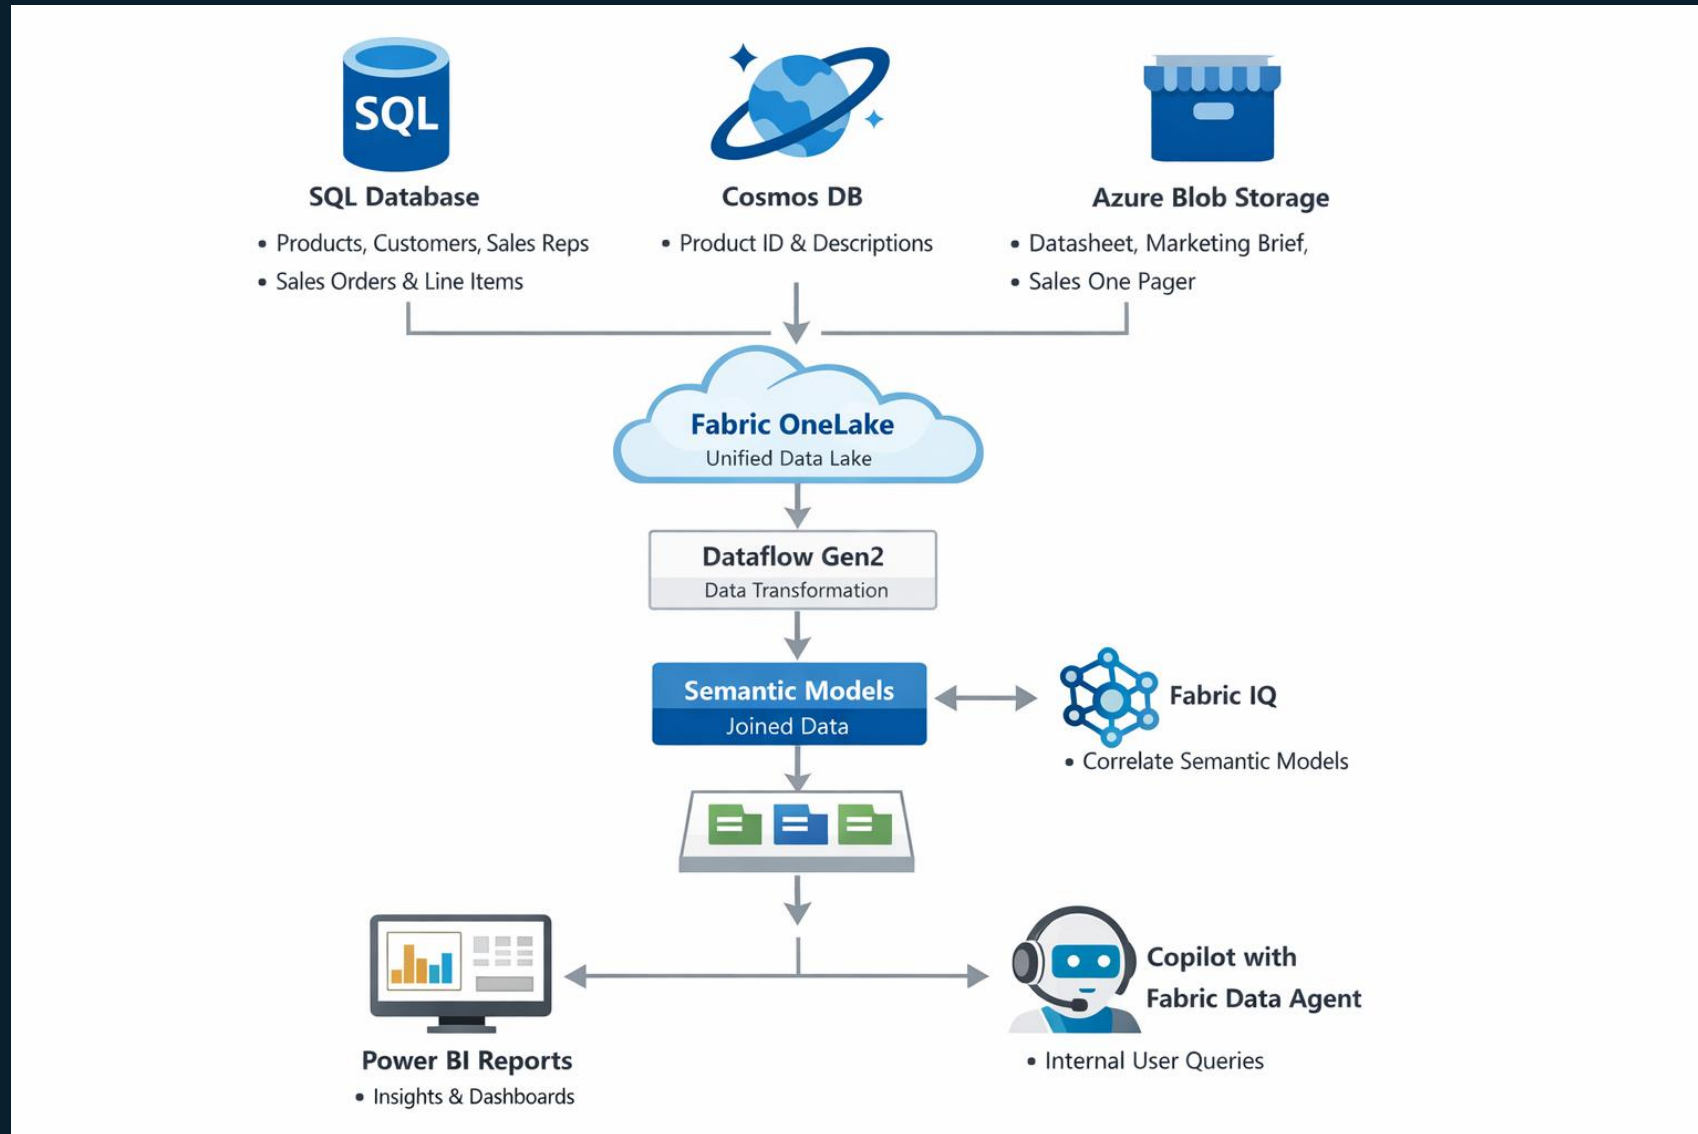 SQL
SQL Database
• Products, Customers, Sales Reps
• Sales Orders & Line Items
Cosmos DB
• Product ID & Descriptions
Azure Blob Storage
• Datasheet, Marketing Brief,
• Sales One Pager
Fabric OneLake
Unified Data Lake
Dataflow Gen2
Data Transformation
Semantic Models
Joined Data
Fabric IQ
• Correlate Semantic Models
Power BI Reports
• Insights & Dashboards
Copilot with
Fabric Data Agent
• Internal User Queries